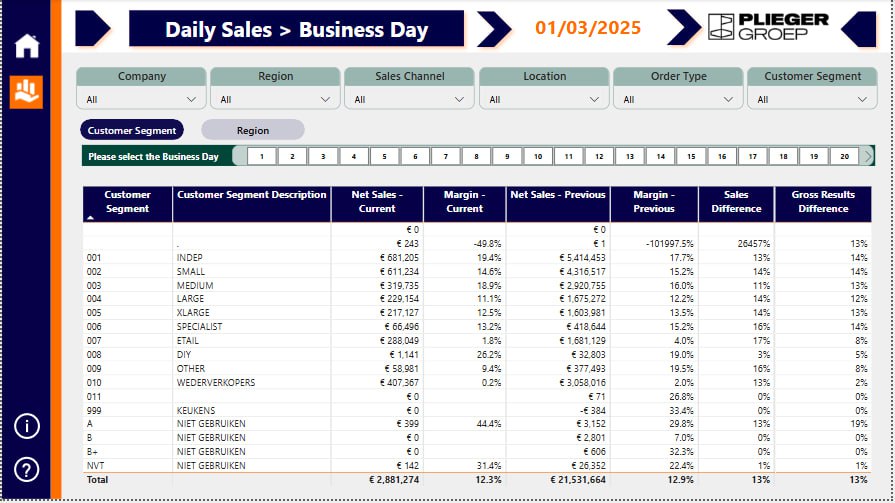 Daily Sales > Business Day
01/03/2025
PLIEGER
GROEP
Company Region Sales Channel Location Order Type Customer Segment
All All All All All All
Customer Segment Region
Please select the Business Day 1 2 3 4 5 6 7 8 9 10 11 12 13 14 15 16 17 18 19 20
Customer Segment Customer Segment Description Net Sales - Current Margin - Current Net Sales - Previous Margin - Previous Sales Difference Gross Results Difference
€ 0 € 0
. € 243 -49.8% € 1 -101997.5% 26457% 13%
001 INDEP € 681,205 19.4% € 5,414,453 17.7% 13% 14%
002 SMALL € 611,234 14.6% € 4,316,517 15.2% 14% 14%
003 MEDIUM € 319,735 18.9% € 2,920,755 16.0% 11% 13%
004 LARGE € 229,154 11.1% € 1,675,272 12.2% 14% 12%
005 XLARGE € 217,127 12.5% € 1,603,981 13.5% 14% 13%
006 SPECIALIST € 66,496 13.2% € 418,644 15.2% 16% 14%
007 ETAIL € 288,049 1.8% € 1,681,129 4.0% 17% 8%
008 DIY € 1,141 26.2% € 32,803 19.0% 3% 5%
009 OTHER € 58,981 9.4% € 377,493 19.5% 16% 8%
010 WEDERVERKOPERS € 407,367 0.2% € 3,058,016 2.0% 13% 2%
011 € 0 € 71 26.8% 0% 0%
999 KEUKENS € 0 -€ 384 33.4% 0% 0%
A NIET GEBRUIKEN € 399 44.4% € 3,152 29.8% 13% 19%
B NIET GEBRUIKEN € 0 € 2,801 7.0% 0% 0%
B+ NIET GEBRUIKEN € 0 € 606 32.3% 0% 0%
NVT NIET GEBRUIKEN € 142 31.4% € 26,352 22.4% 1% 1%
Total € 2,881,274 12.3% € 21,531,664 12.9% 13% 13%